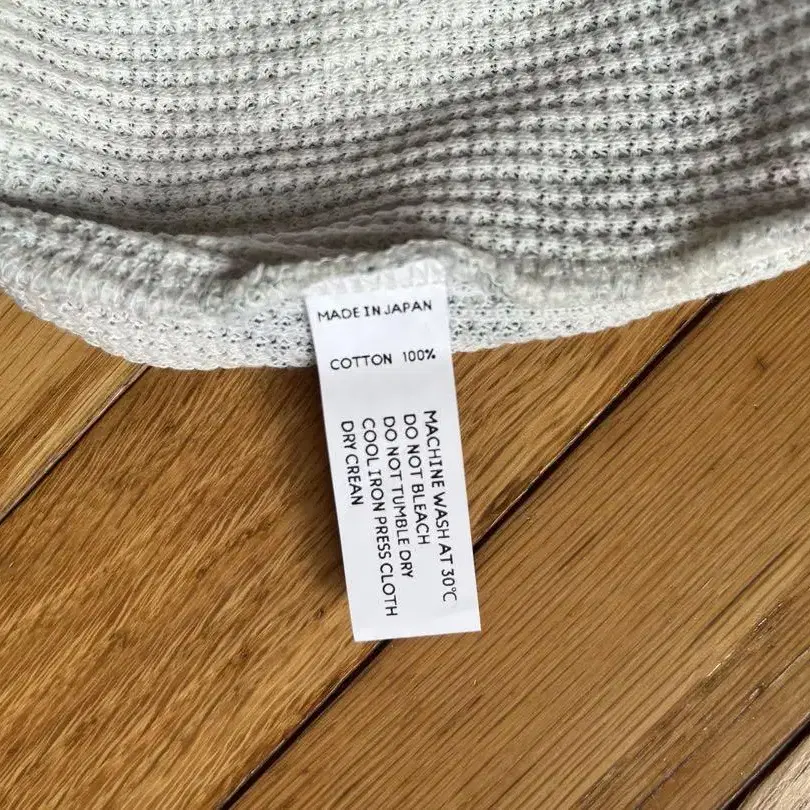 MADE IN JAPAN
COTTON 100%
MACHINE WASH AT 30℃
DO NOT BLEACH
DO NOT TUMBLE DRY
COOL IRON PRESS CLOTH
DRY CREAN